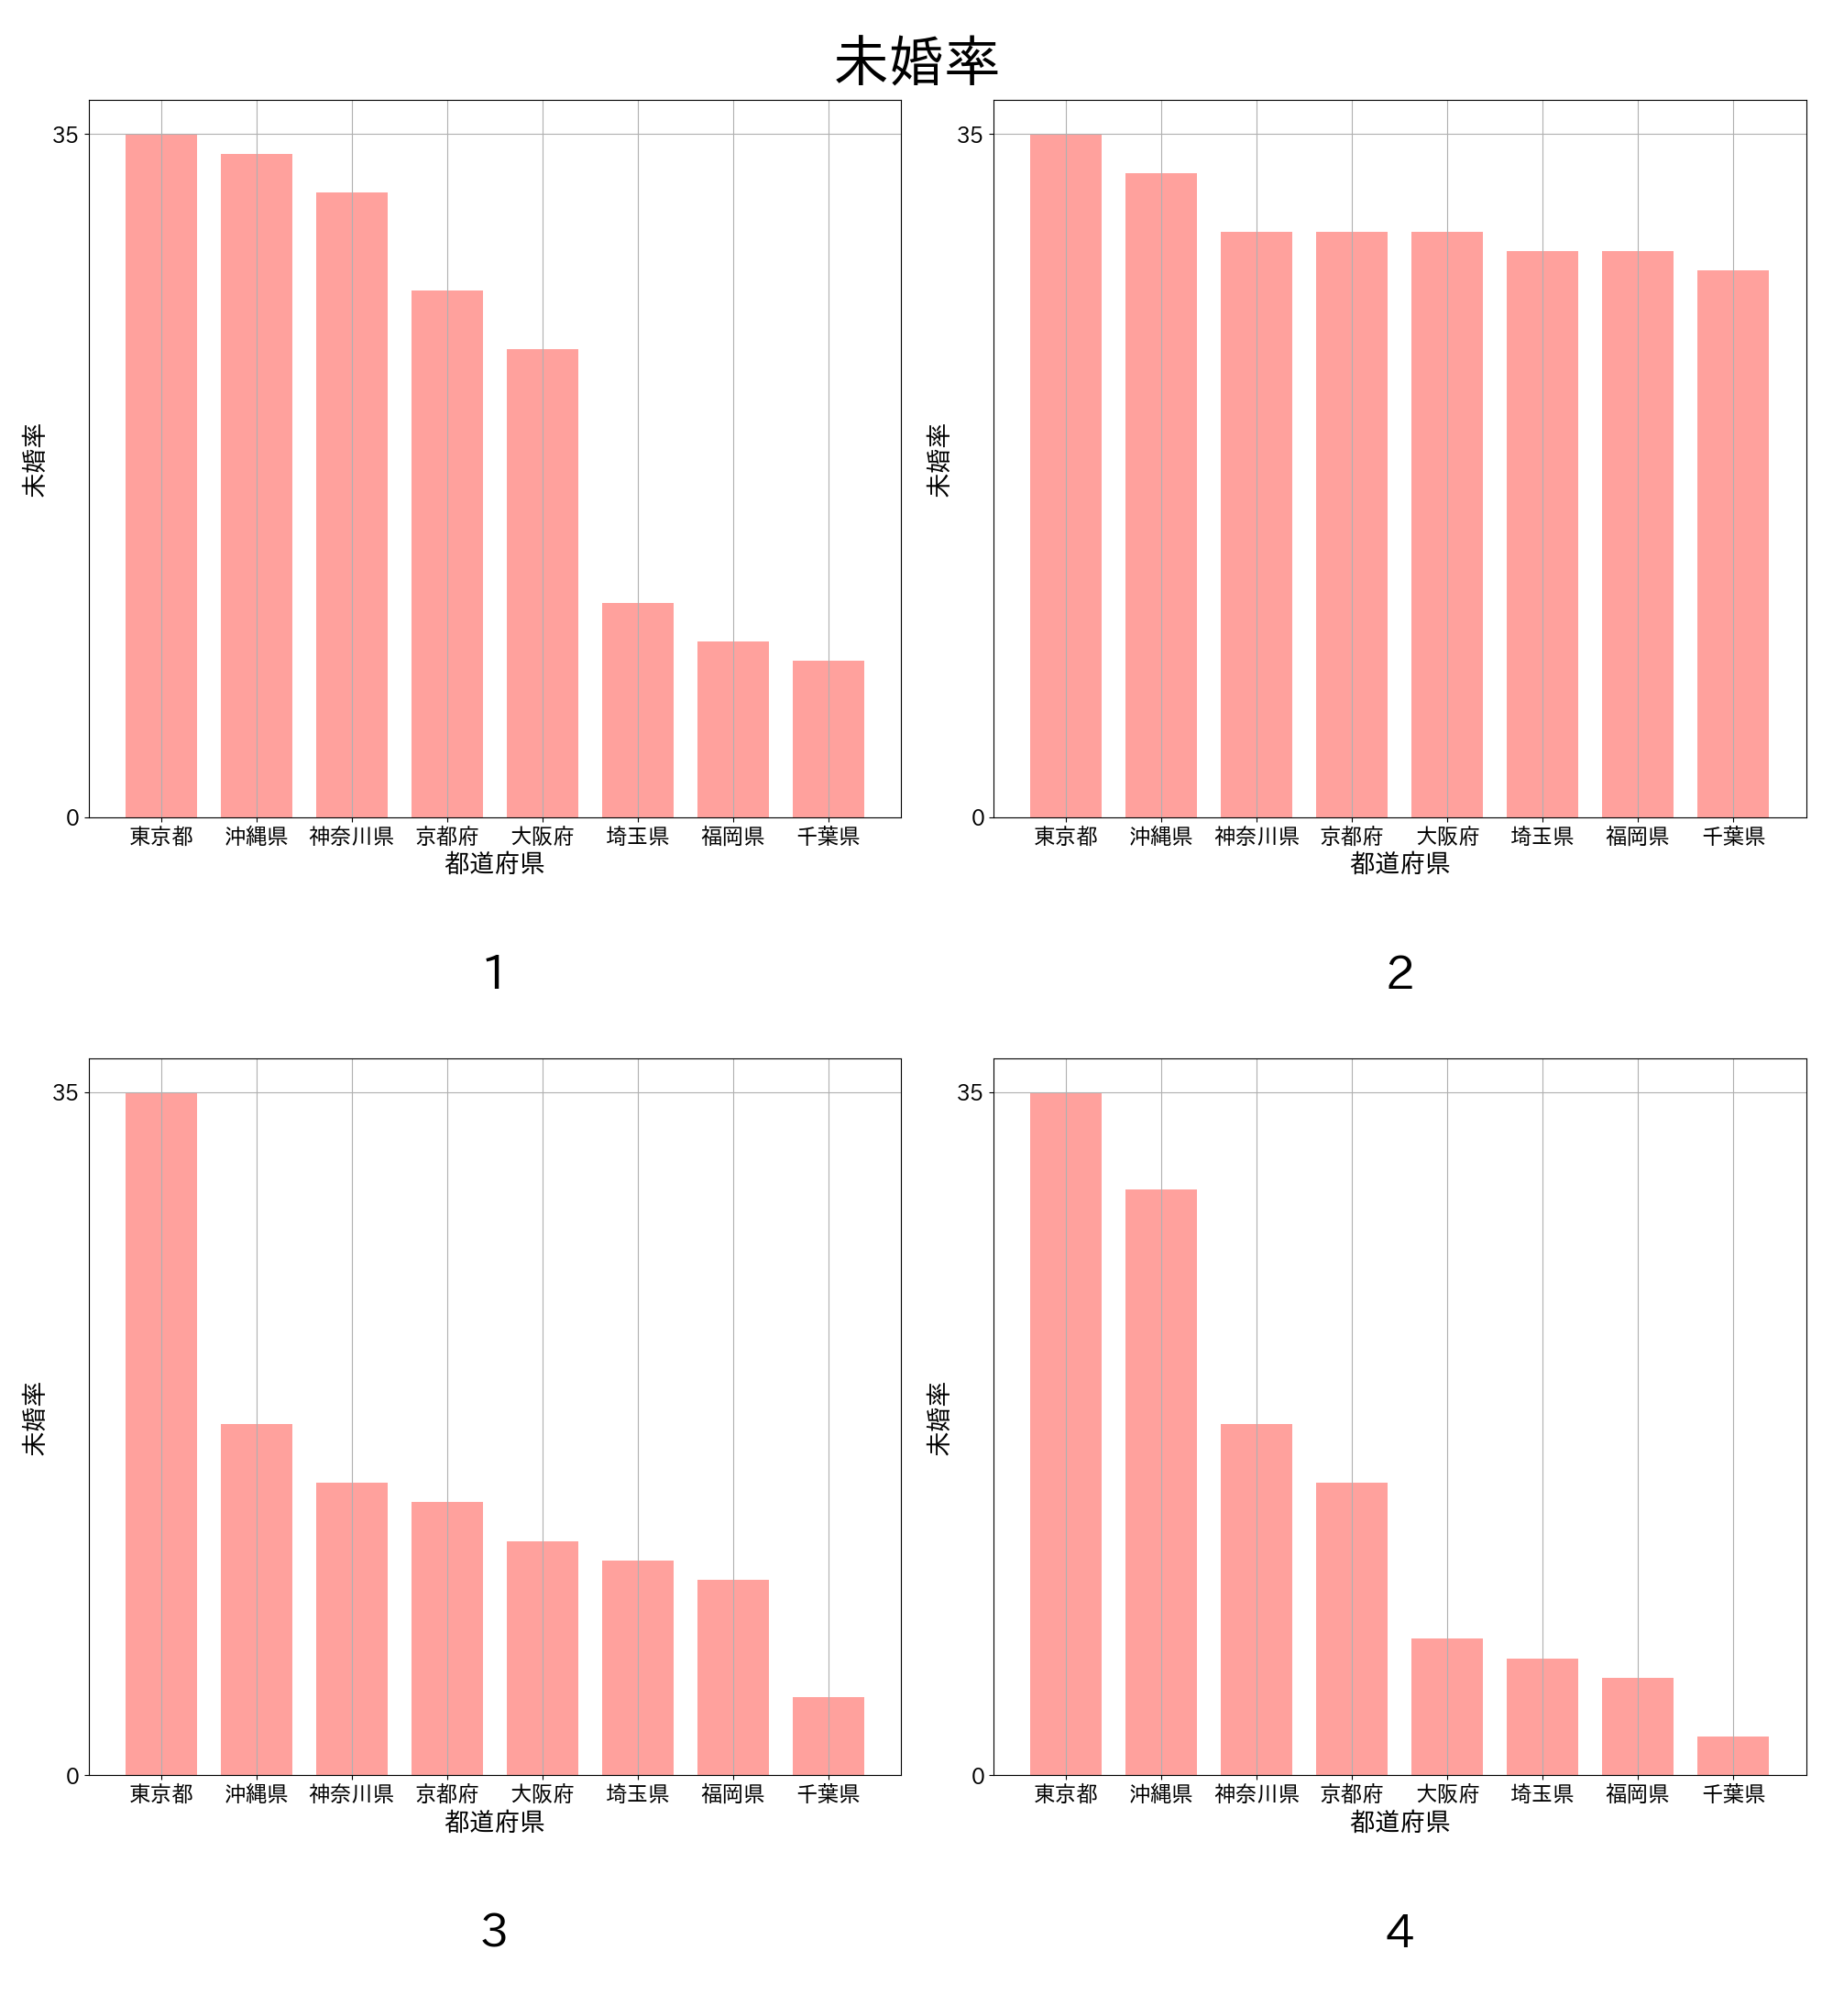 未婚率
35
0
未婚率
東京都 沖縄県 神奈川県 京都府 大阪府 埼玉県 福岡県 千葉県
都道府県
1
35
0
未婚率
東京都 沖縄県 神奈川県 京都府 大阪府 埼玉県 福岡県 千葉県
都道府県
2
35
0
未婚率
東京都 沖縄県 神奈川県 京都府 大阪府 埼玉県 福岡県 千葉県
都道府県
3
35
0
未婚率
東京都 沖縄県 神奈川県 京都府 大阪府 埼玉県 福岡県 千葉県
都道府県
4